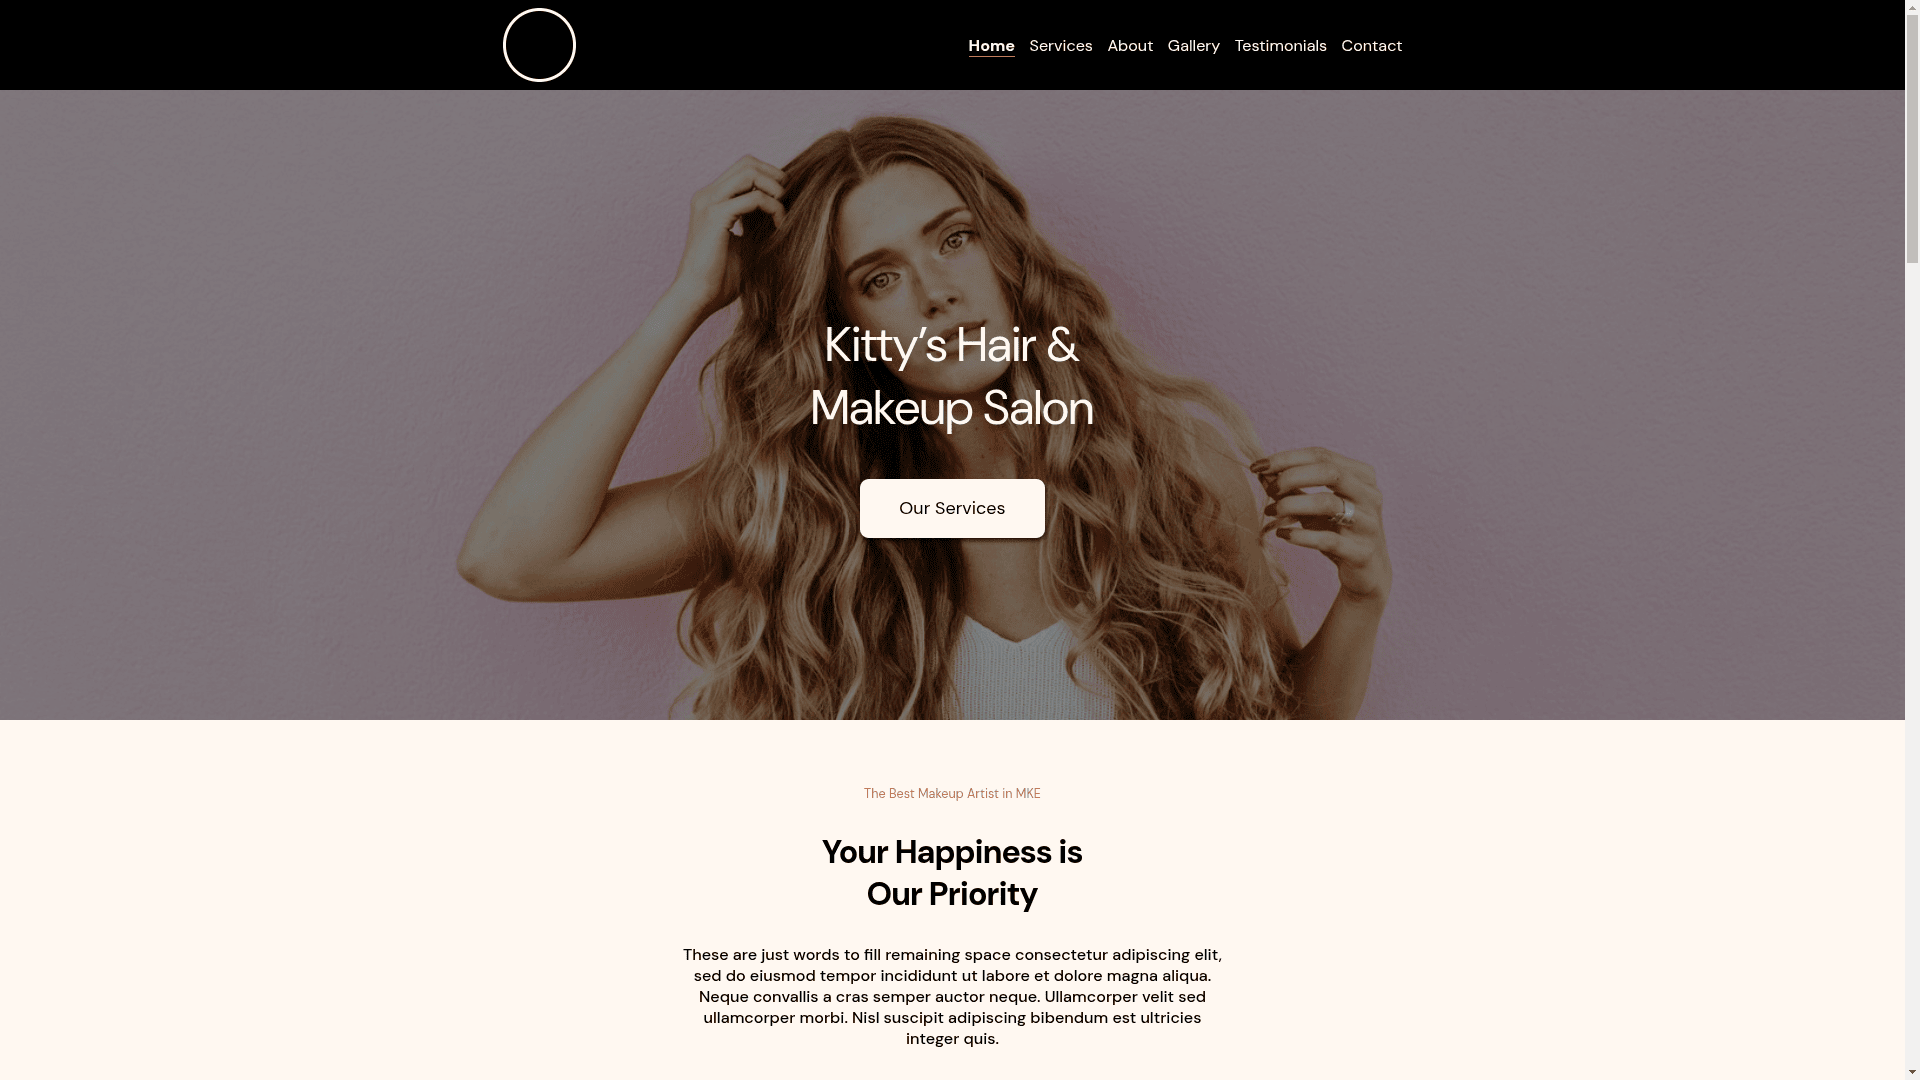 Home Services About Gallery Testimonials Contact
Kitty’s Hair &
Makeup Salon
Our Services
The Best Makeup Artist in MKE
Your Happiness is
Our Priority
These are just words to fill remaining space consectetur adipiscing elit,
sed do eiusmod tempor incididunt ut labore et dolore magna aliqua.
Neque convallis a cras semper auctor neque. Ullamcorper velit sed
ullamcorper morbi. Nisl suscipit adipiscing bibendum est ultricies
integer quis.